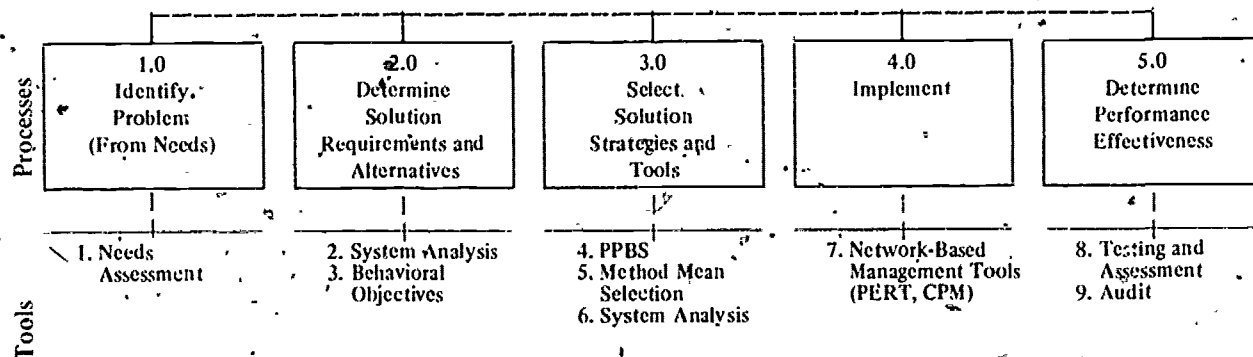 Processes
1.0
Identify
Problem
(From Needs)
2.0
Determine
Solution
Requirements and
Alternatives
3.0
Select
Solution
Strategies and
Tools
4.0
Implement
5.0
Determine
Performance
Effectiveness
Tools
1. Needs
Assessment
2. System Analysis
3. Behavioral
Objectives
4. PPBS
5. Method Mean
Selection
6. System Analysis
7. Network-Based
Management Tools
(PERT, CPM)
8. Testing and
Assessment
9. Audit